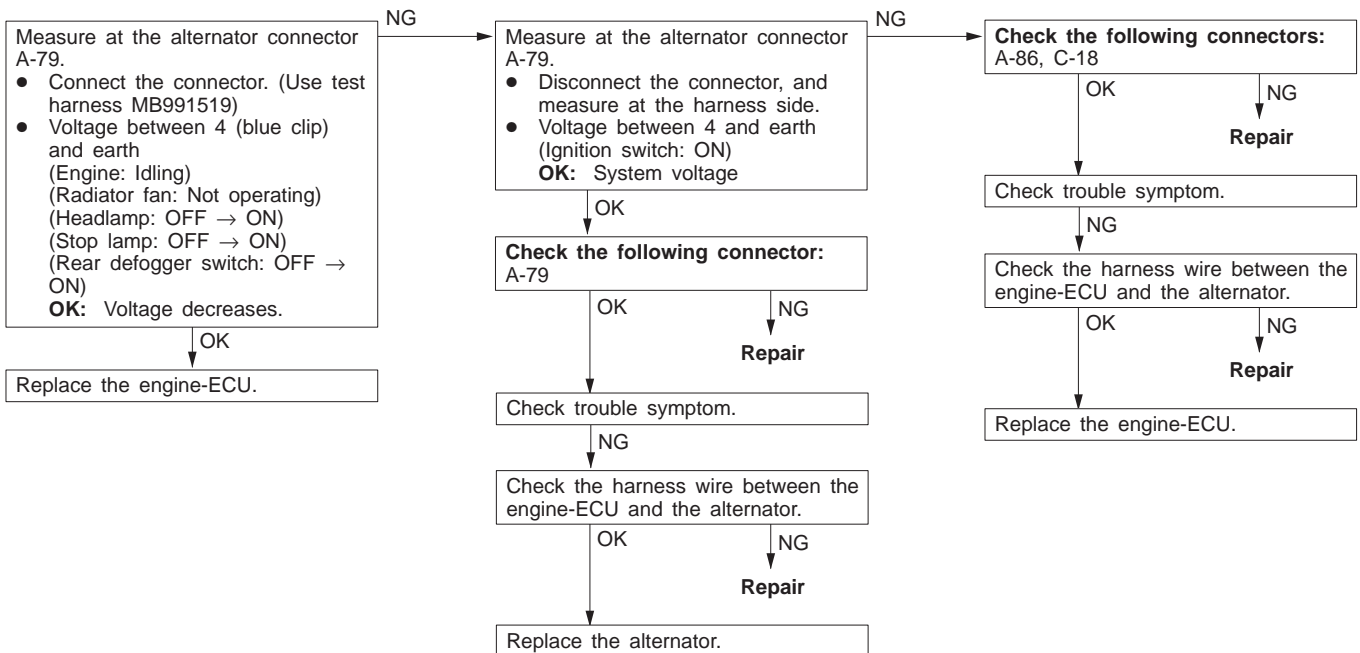 NG
Measure at the alternator connector
A-79.
● Connect the connector. (Use test
harness MB991519)
● Voltage between 4 (blue clip)
and earth
(Engine: Idling)
(Radiator fan: Not operating)
(Headlamp: OFF → ON)
(Stop lamp: OFF → ON)
(Rear defogger switch: OFF →
ON)
OK: Voltage decreases.
OK
Replace the engine-ECU.
NG
Measure at the alternator connector
A-79.
● Disconnect the connector, and
measure at the harness side.
● Voltage between 4 and earth
(Ignition switch: ON)
OK: System voltage
OK
Check the following connector:
A-79
OK
NG
Repair
Check trouble symptom.
NG
Check the harness wire between the
engine-ECU and the alternator.
OK
NG
Repair
Replace the alternator.
Check the following connectors:
A-86, C-18
OK
NG
Repair
Check trouble symptom.
NG
Check the harness wire between the
engine-ECU and the alternator.
OK
NG
Repair
Replace the engine-ECU.